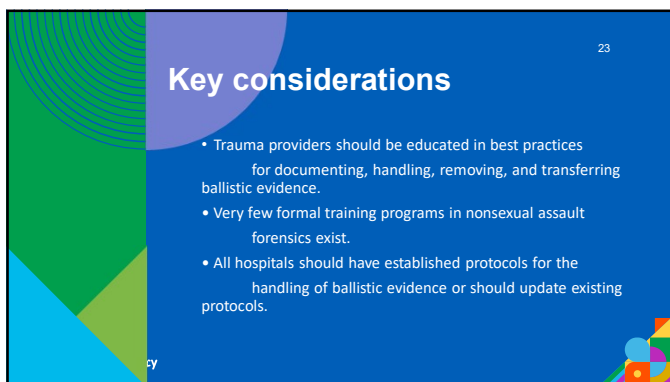 23
Key considerations
• Trauma providers should be educated in best practices
for documenting, handling, removing, and transferring
ballistic evidence.
• Very few formal training programs in nonsexual assault
forensics exist.
• All hospitals should have established protocols for the
handling of ballistic evidence or should update existing
protocols.
cy